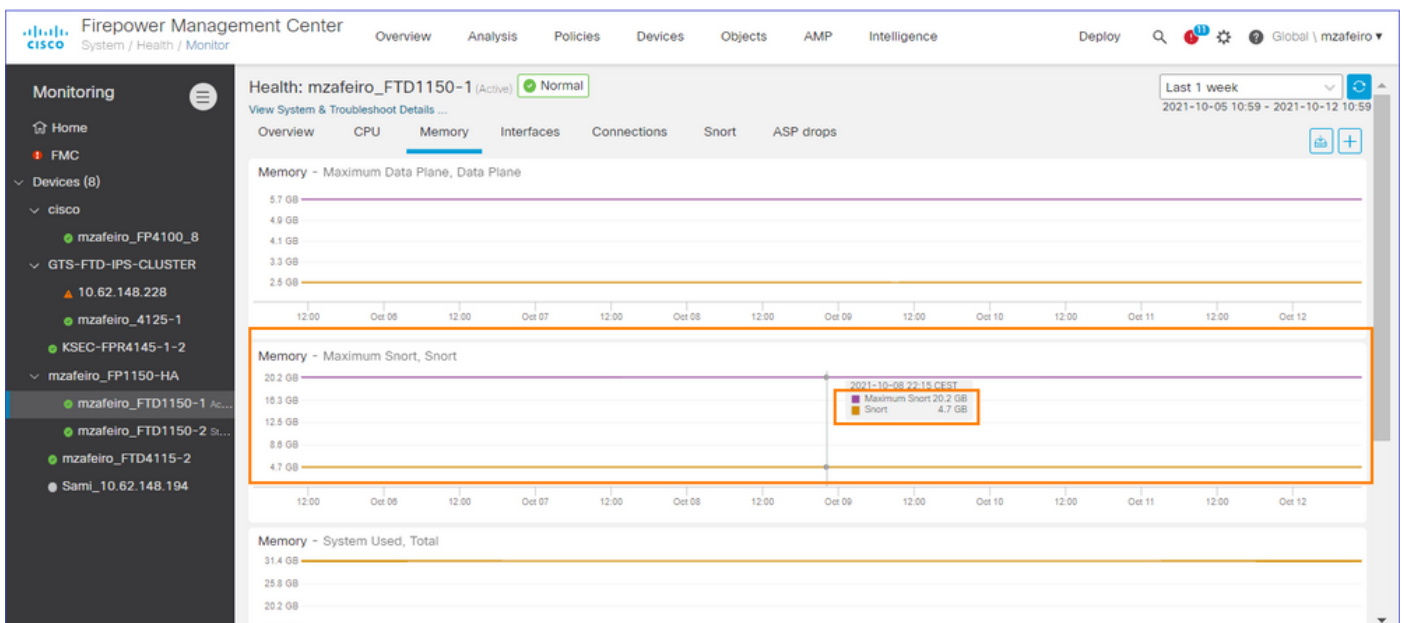 Firepower Management Center
CISCO System / Health / Monitor
Overview Analysis Policies Devices Objects AMP Intelligence Deploy 11 Global \ mzafeiro
Monitoring
Home
FMC
Devices (8)
cisco
mzafeiro_FP4100_8
GTS-FTD-IPS-CLUSTER
10.62.148.228
mzafeiro_4125-1
KSEC-FPR4145-1-2
mzafeiro_FP1150-HA
mzafeiro_FTD1150-1 Ac...
mzafeiro_FTD1150-2 St...
mzafeiro_FTD4115-2
Sami_10.62.148.194
Health: mzafeiro_FTD1150-1 (Active) Normal
View System & Troubleshoot Details ...
Last 1 week
2021-10-05 10:59 - 2021-10-12 10:59
Overview CPU Memory Interfaces Connections Snort ASP drops
Memory - Maximum Data Plane, Data Plane
5.7 GB
4.9 GB
4.1 GB
3.3 GB
2.5 GB
12:00 Oct 06 12:00 Oct 07 12:00 Oct 08 12:00 Oct 09 12:00 Oct 10 12:00 Oct 11 12:00 Oct 12
Memory - Maximum Snort, Snort
20.2 GB
16.3 GB
12.5 GB
8.6 GB
4.7 GB
2021-10-08 22:15 CEST
Maximum Snort 20.2 GB
Snort 4.7 GB
12:00 Oct 06 12:00 Oct 07 12:00 Oct 08 12:00 Oct 09 12:00 Oct 10 12:00 Oct 11 12:00 Oct 12
Memory - System Used, Total
31.4 GB
25.8 GB
20.2 GB